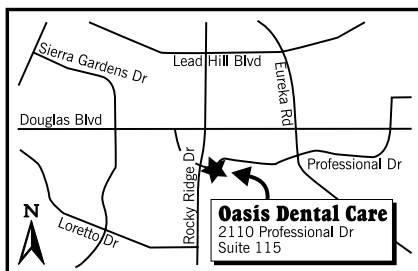 Sierra Gardens Dr
Lead Hill Blvd
Eureka Rd
Douglas Blvd
Rocky Ridge Dr
Professional Dr
N
Loretto Dr
Oasis Dental Care
2110 Professional Dr
Suite 115